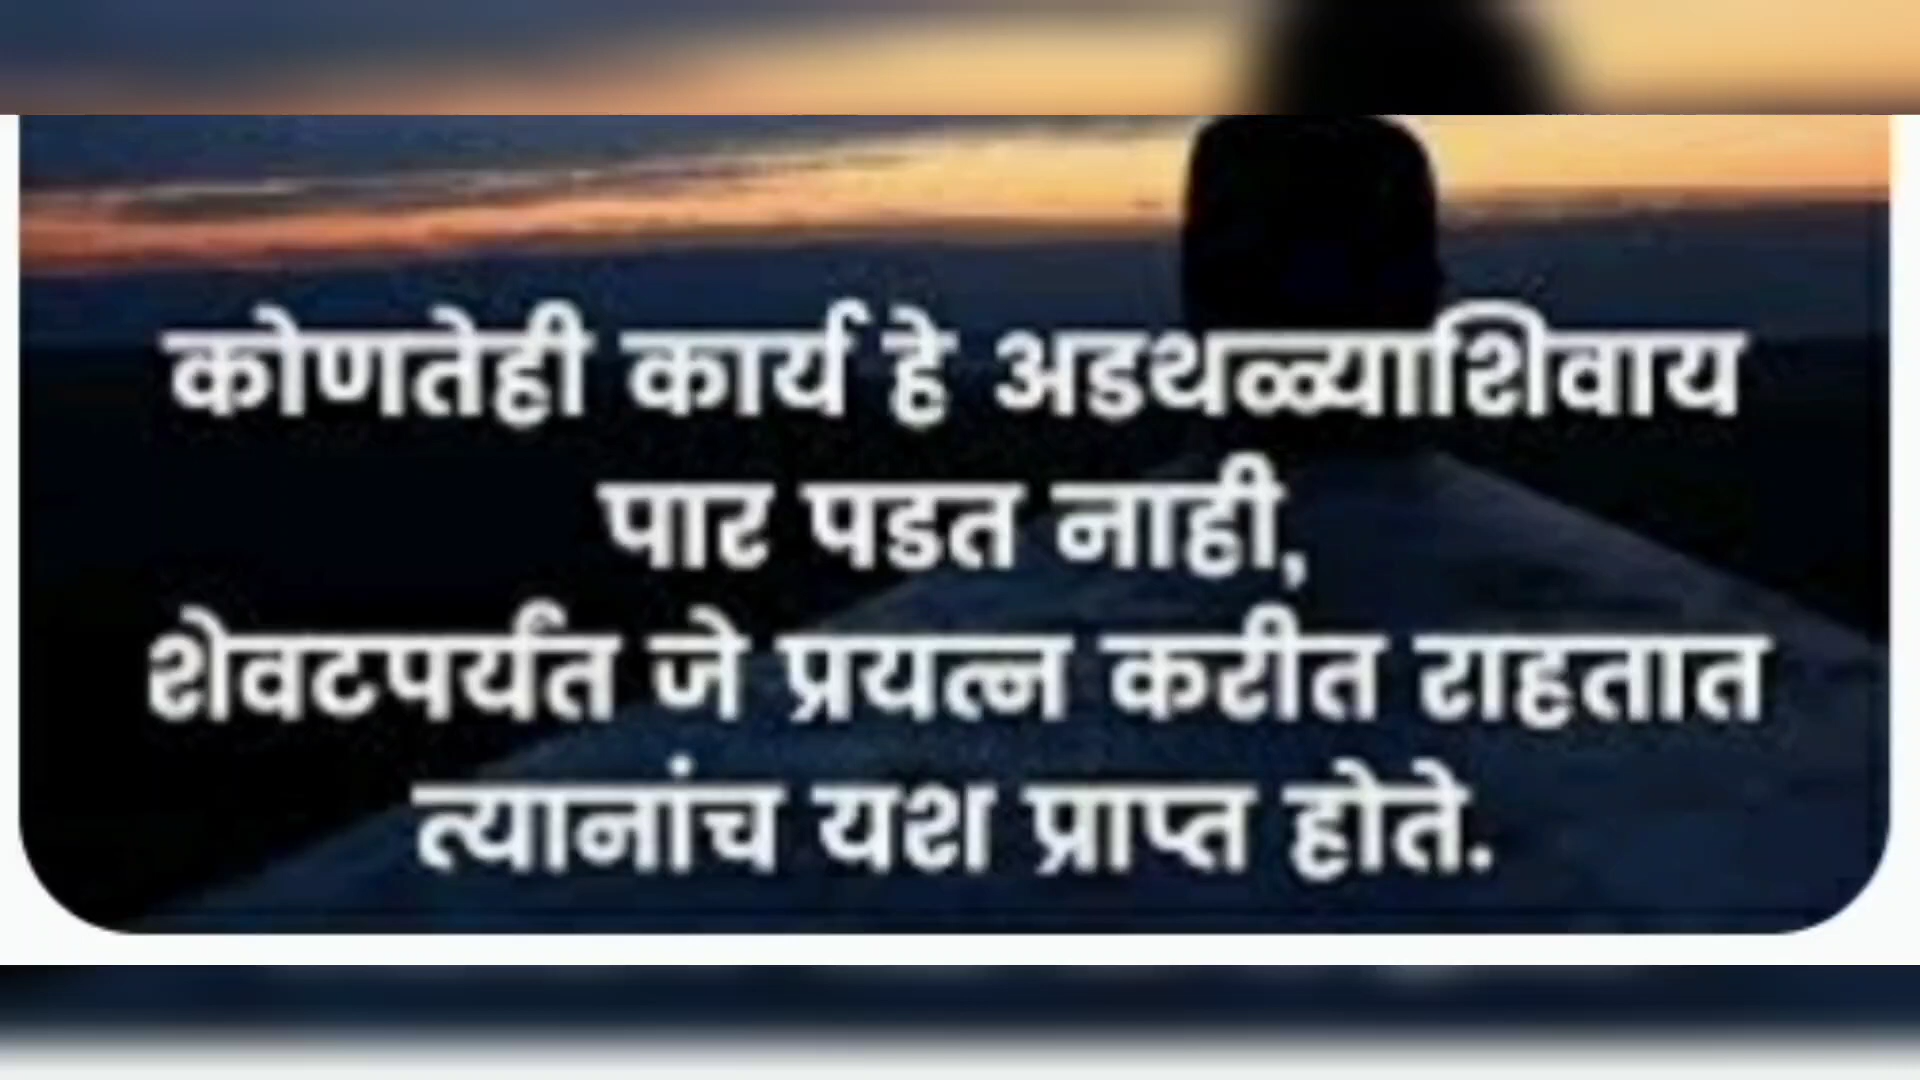 कोणतेही कार्य हे अडथळ्याशिवाय
पार पडत नाही,
शेवटपर्यंत जे प्रयत्न करीत राहतात
त्यानांच यश प्राप्त होते.